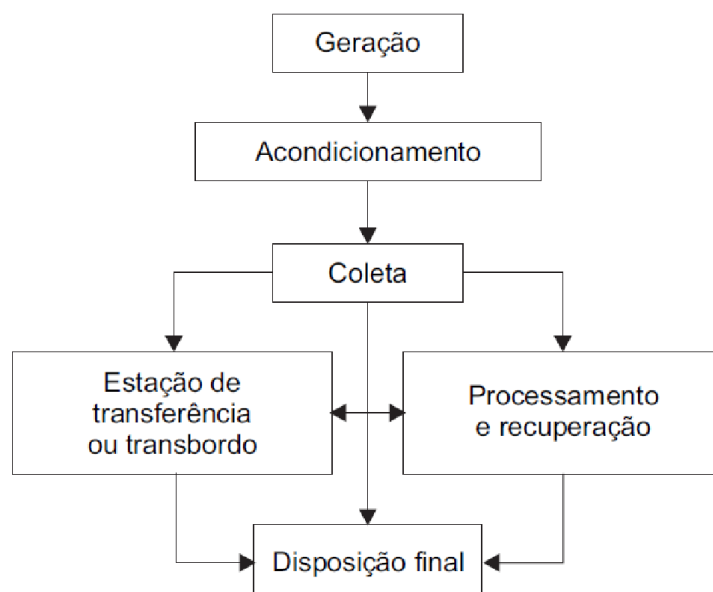 Geração
Acondicionamento
Coleta
Estação de
transferência
ou transbordo
Processamento
e recuperação
Disposição final